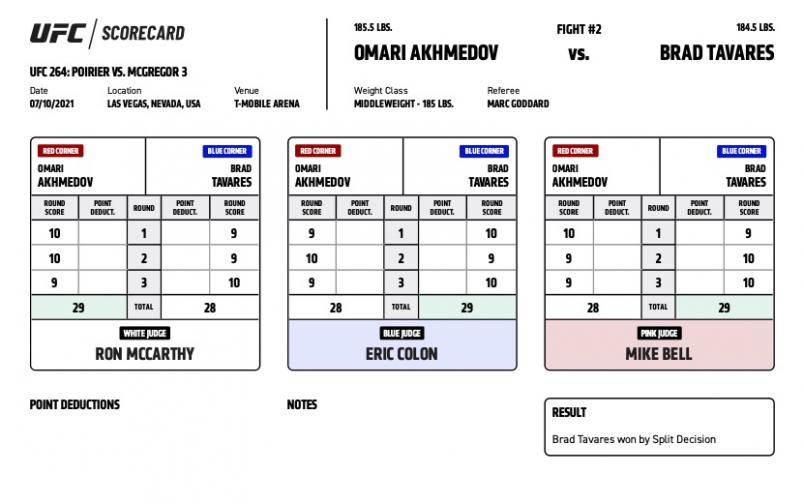 UFC / SCORECARD
UFC 264: POIRIER VS. MCGREGOR 3
Date Location Venue
07/10/2021 LAS VEGAS, NEVADA, USA T-MOBILE ARENA
185.5 LBS. FIGHT #2 184.5 LBS.
OMARI AKHMEDOV VS. BRAD TAVARES
Weight Class Referee
MIDDLEWEIGHT - 185 LBS. MARC GODDARD
RED CORNER BLUE CORNER
OMARI BRAD
AKHMEDOV TAVARES
ROUND SCORE POINT DEDUCT. ROUND POINT DEDUCT. ROUND SCORE
10 1 9
10 2 9
9 3 10
29 TOTAL 28
WHITE JUDGE
RON MCCARTHY
RED CORNER BLUE CORNER
OMARI BRAD
AKHMEDOV TAVARES
ROUND SCORE POINT DEDUCT. ROUND POINT DEDUCT. ROUND SCORE
9 1 10
10 2 9
9 3 10
28 TOTAL 29
BLUE JUDGE
ERIC COLON
RED CORNER BLUE CORNER
OMARI BRAD
AKHMEDOV TAVARES
ROUND SCORE POINT DEDUCT. ROUND POINT DEDUCT. ROUND SCORE
10 1 9
9 2 10
9 3 10
28 TOTAL 29
PINK JUDGE
MIKE BELL
POINT DEDUCTIONS
NOTES
RESULT
Brad Tavares won by Split Decision